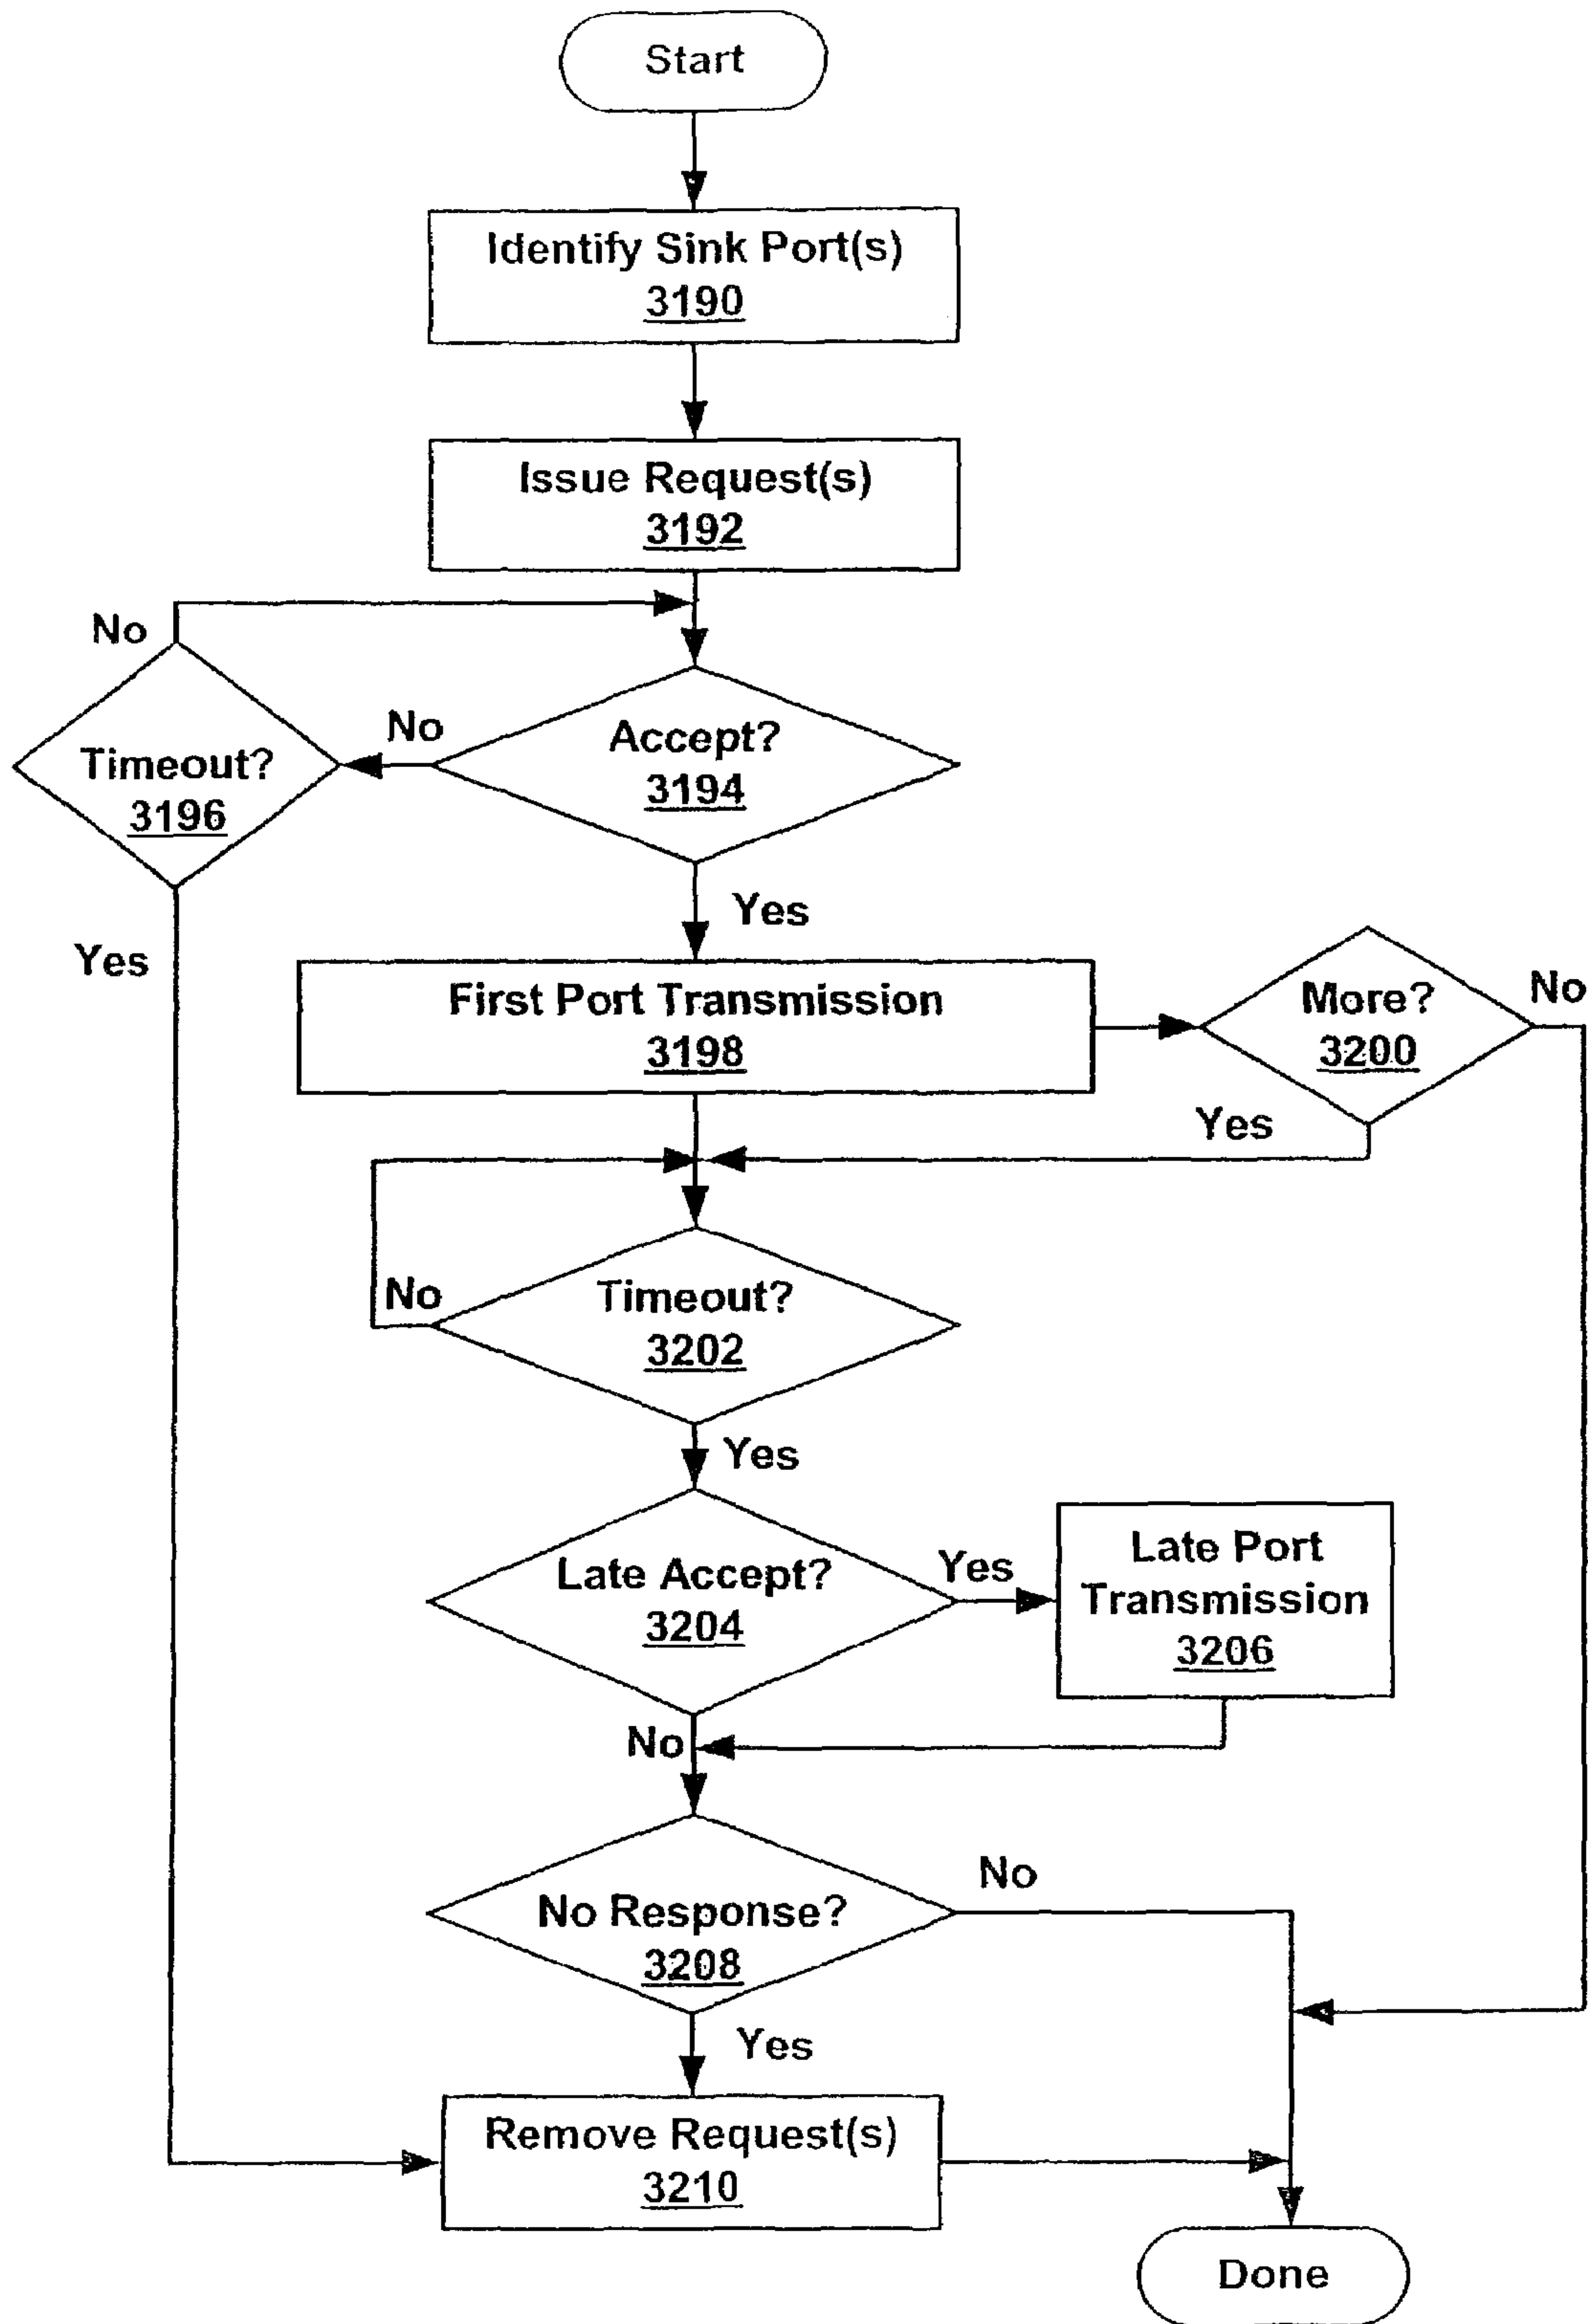 Start
Identify Sink Port(s)
3190
Issue Request(s)
3192
No
No
Accept?
3194
Timeout?
3196
Yes
Yes
First Port Transmission
3198
More?
3200
No
Yes
No
Timeout?
3202
Yes
Late Accept?
3204
Yes
Late Port
Transmission
3206
No
No Response?
3208
No
Yes
Remove Request(s)
3210
Done